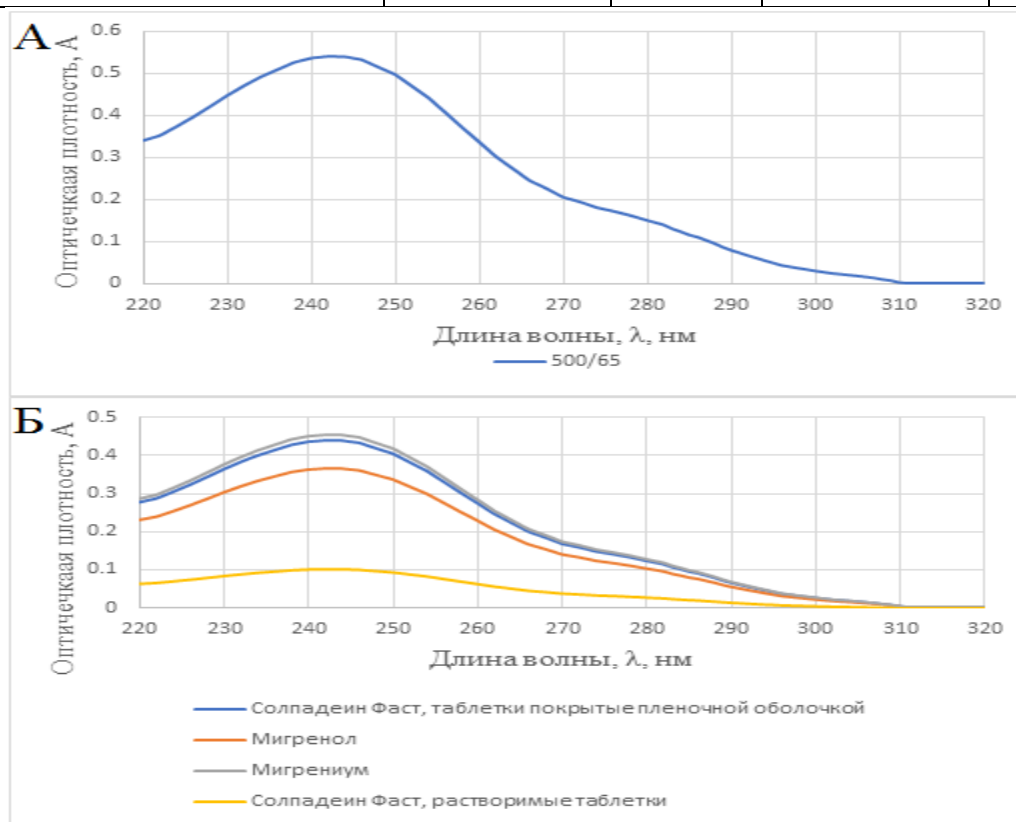 А
Оптичечкаая плотность, А
0.6
0.5
0.4
0.3
0.2
0.1
0
220 230 240 250 260 270 280 290 300 310 320
Длина волны, λ, нм
500/65
Б
Оптичечкаая плотность, А
0.5
0.4
0.3
0.2
0.1
0
220 230 240 250 260 270 280 290 300 310 320
Длина волны, λ, нм
Солпадеин Фаст, таблетки покрытые пленочной оболочкой
Мигренол
Мигрениум
Солпадеин Фаст, растворимые таблетки